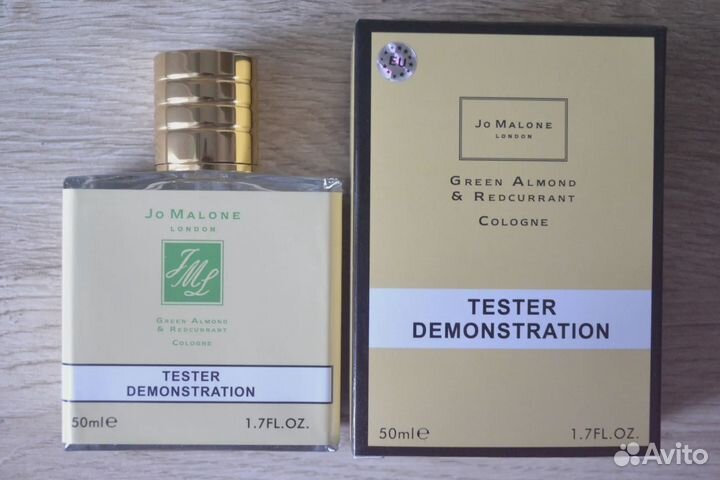 Jo Malone
London
JML
Green Almond
& Redcurrant
Cologne
TESTER
DEMONSTRATION
50ml℮
1.7FL.OZ.
EU
Jo Malone
London
Green Almond
& Redcurrant
Cologne
TESTER
DEMONSTRATION
50ml℮
1.7FL.OZ.
Avito